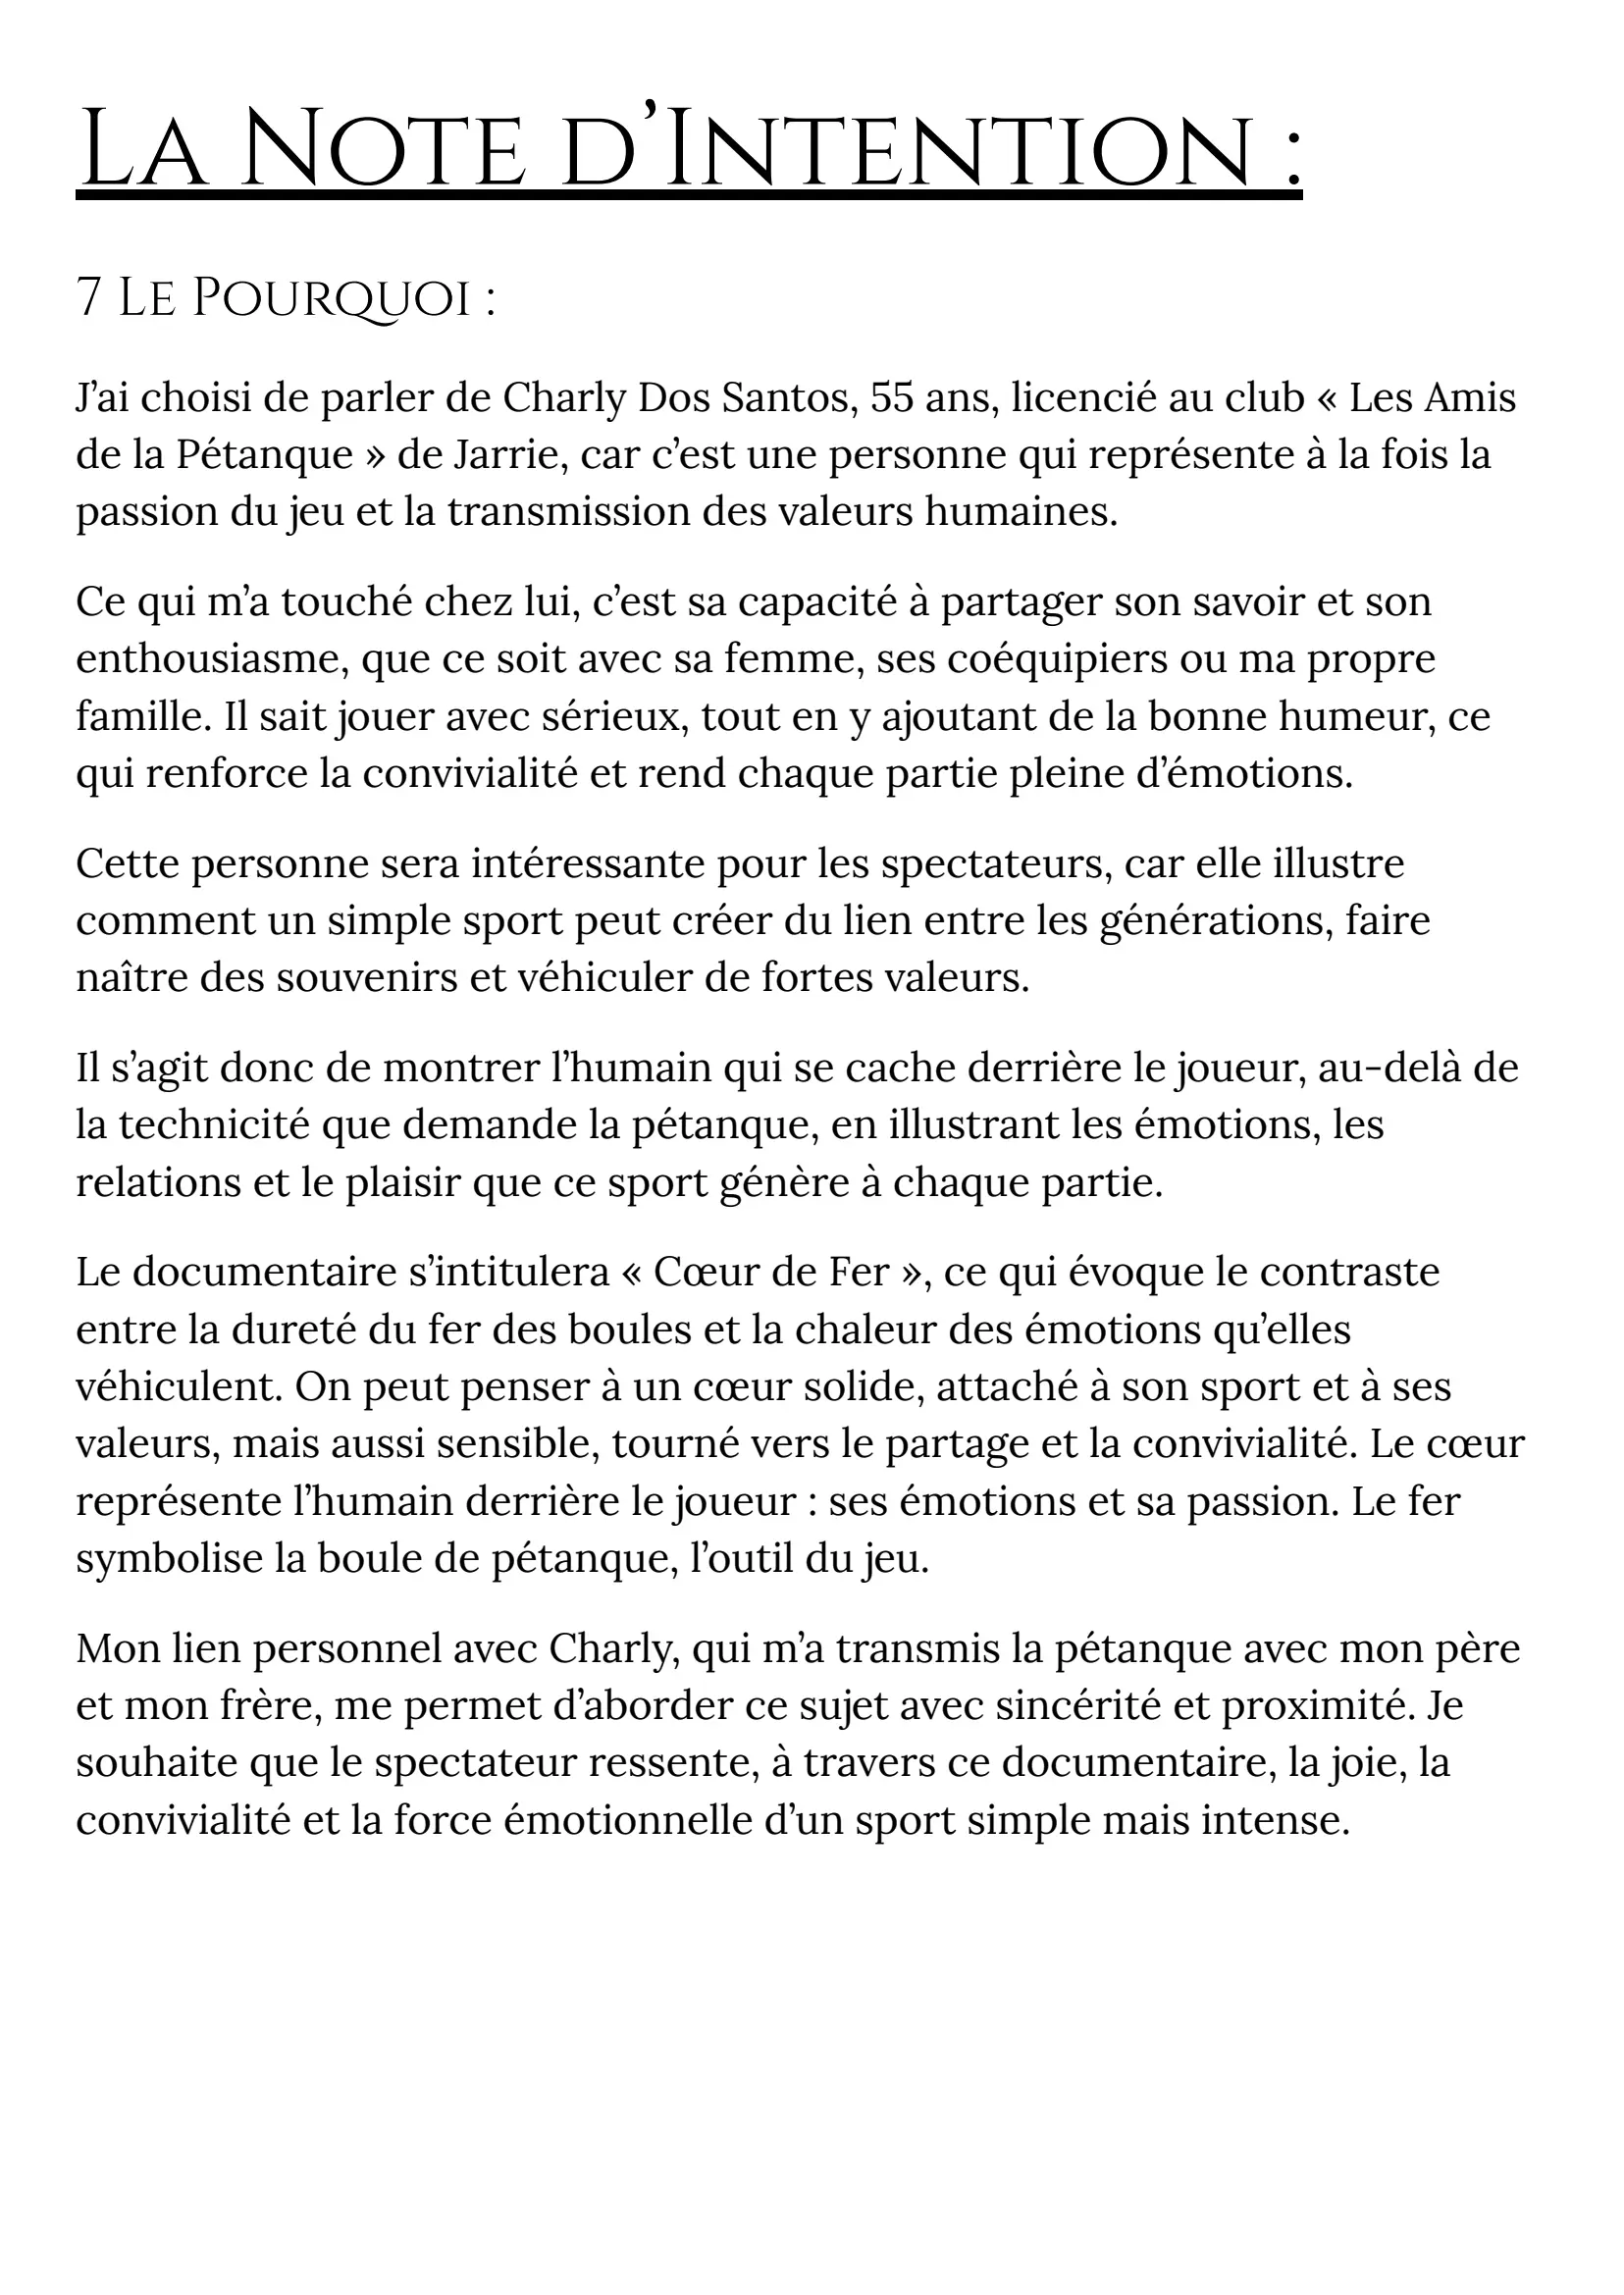 La Note d’Intention :
7 Le Pourquoi :
J’ai choisi de parler de Charly Dos Santos, 55 ans, licencié au club « Les Amis
de la Pétanque » de Jarrie, car c’est une personne qui représente à la fois la
passion du jeu et la transmission des valeurs humaines.
Ce qui m’a touché chez lui, c’est sa capacité à partager son savoir et son
enthousiasme, que ce soit avec sa femme, ses coéquipiers ou ma propre
famille. Il sait jouer avec sérieux, tout en y ajoutant de la bonne humeur, ce
qui renforce la convivialité et rend chaque partie pleine d’émotions.
Cette personne sera intéressante pour les spectateurs, car elle illustre
comment un simple sport peut créer du lien entre les générations, faire
naître des souvenirs et véhiculer de fortes valeurs.
Il s’agit donc de montrer l’humain qui se cache derrière le joueur, au-delà de
la technicité que demande la pétanque, en illustrant les émotions, les
relations et le plaisir que ce sport génère à chaque partie.
Le documentaire s’intitulera « Cœur de Fer », ce qui évoque le contraste
entre la dureté du fer des boules et la chaleur des émotions qu’elles
véhiculent. On peut penser à un cœur solide, attaché à son sport et à ses
valeurs, mais aussi sensible, tourné vers le partage et la convivialité. Le cœur
représente l’humain derrière le joueur : ses émotions et sa passion. Le fer
symbolise la boule de pétanque, l’outil du jeu.
Mon lien personnel avec Charly, qui m’a transmis la pétanque avec mon père
et mon frère, me permet d’aborder ce sujet avec sincérité et proximité. Je
souhaite que le spectateur ressente, à travers ce documentaire, la joie, la
convivialité et la force émotionnelle d’un sport simple mais intense.